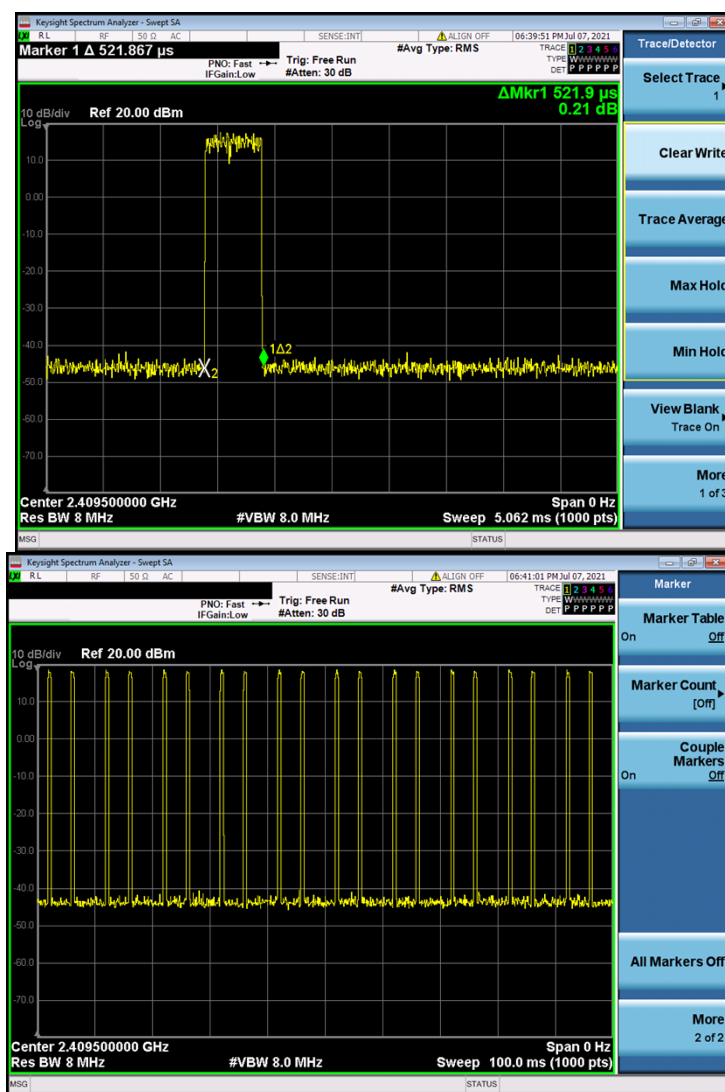 Keysight Spectrum Analyzer - Swept SA
RL RF 50 Ω AC SENSE:INT ALIGN OFF 06:39:51 PM Jul 07, 2021
Marker 1 Δ 521.867 µs
PNO: Fast
IFGain:Low
Trig: Free Run
#Atten: 30 dB
#Avg Type: RMS
TRACE 1 2 3 4 5 6
TYPE WWWWWW
DET P P P P P P
ΔMkr1 521.9 µs
0.21 dB
10 dB/div Ref 20.00 dBm
Log
10.0
0.00
-10.0
-20.0
-30.0
-40.0
-50.0
-60.0
-70.0
1Δ2
2
Center 2.409500000 GHz Span 0 Hz
Res BW 8 MHz #VBW 8.0 MHz Sweep 5.062 ms (1000 pts)
MSG STATUS
Trace/Detector
Select Trace
1
Clear Write
Trace Average
Max Hold
Min Hold
View Blank
Trace On
More
1 of 3
Keysight Spectrum Analyzer - Swept SA
RL RF 50 Ω AC SENSE:INT ALIGN OFF 06:41:01 PM Jul 07, 2021
PNO: Fast
IFGain:Low
Trig: Free Run
#Atten: 30 dB
#Avg Type: RMS
TRACE 1 2 3 4 5 6
TYPE WWWWWW
DET P P P P P P
10 dB/div Ref 20.00 dBm
Log
10.0
0.00
-10.0
-20.0
-30.0
-40.0
-50.0
-60.0
-70.0
Center 2.409500000 GHz Span 0 Hz
Res BW 8 MHz #VBW 8.0 MHz Sweep 100.0 ms (1000 pts)
MSG STATUS
Marker
Marker Table
On Off
Marker Count
[Off]
Couple
Markers
On Off
All Markers Off
More
2 of 2